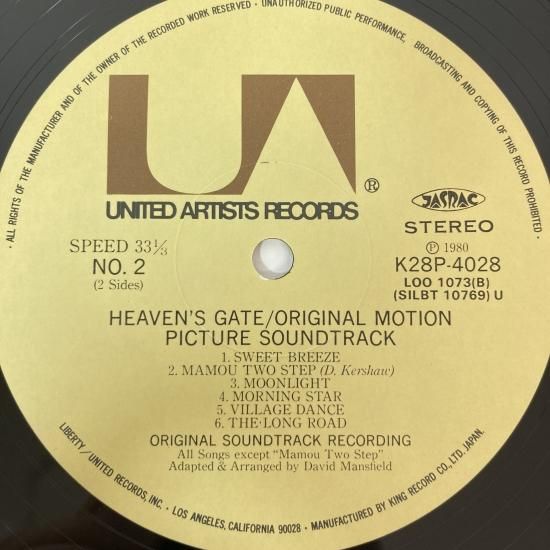 · ALL RIGHTS OF THE MANUFACTURER AND OF THE OWNER OF THE RECORDED WORK RESERVED · UNAUTHORIZED PUBLIC PERFORMANCE, BROADCASTING AND COPYING OF THIS RECORD PROHIBITED ·
UA
®
UNITED ARTISTS RECORDS
JASRAC
STEREO
SPEED 33⅓
NO. 2
(2 Sides)
℗ 1980
K28P-4028
LOO 1073(B)
(SILBT 10769) U
HEAVEN'S GATE/ORIGINAL MOTION
PICTURE SOUNDTRACK
1. SWEET BREEZE
2. MAMOU TWO STEP (D. Kershaw)
3. MOONLIGHT
4. MORNING STAR
5. VILLAGE DANCE
6. THE·LONG ROAD
ORIGINAL SOUNDTRACK RECORDING
All Songs except "Mamou Two Step"
Adapted & Arranged by David Mansfield
LIBERTY/UNITED RECORDS, INC. · LOS ANGELES, CALIFORNIA 90028 · MANUFACTURED BY KING RECORD CO., LTD. JAPAN.